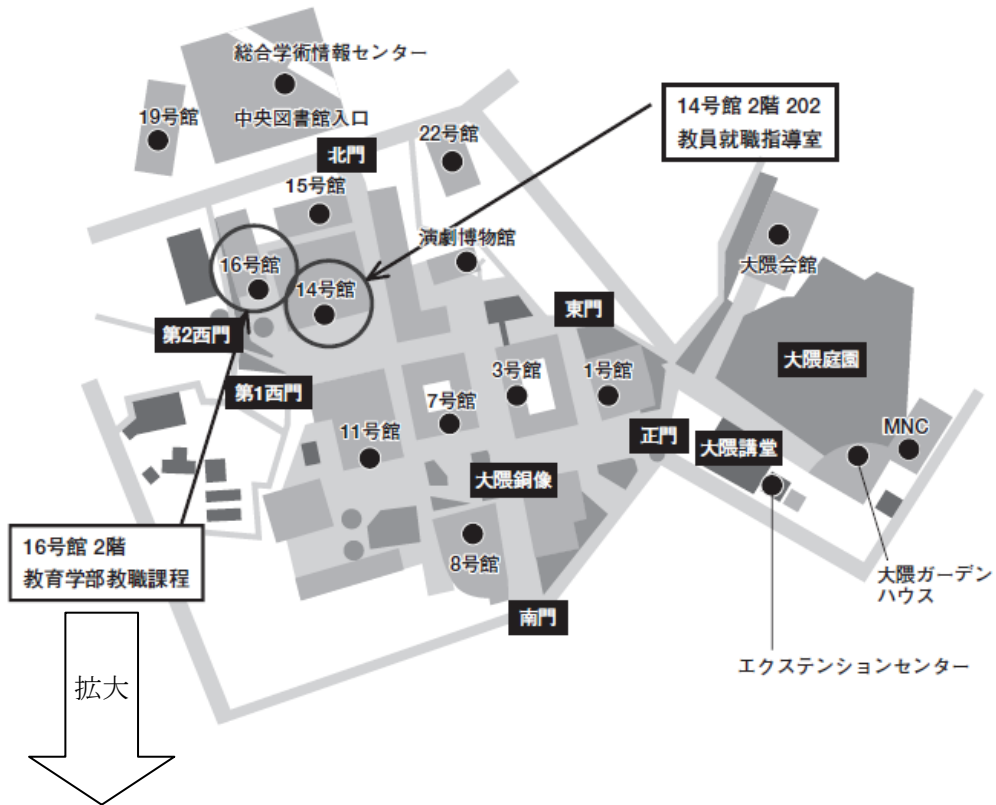 総合学術情報センター
19号館
中央図書館入口
14号館 2階 202
教員就職指導室
22号館
北門
15号館
演劇博物館
16号館
14号館
大隈会館
東門
第2西門
大隈庭園
第1西門
3号館
1号館
7号館
11号館
正門
大隈講堂
MNC
大隈銅像
16号館 2階
教育学部教職課程
8号館
大隈ガーデン
ハウス
南門
エクステンションセンター
拡大